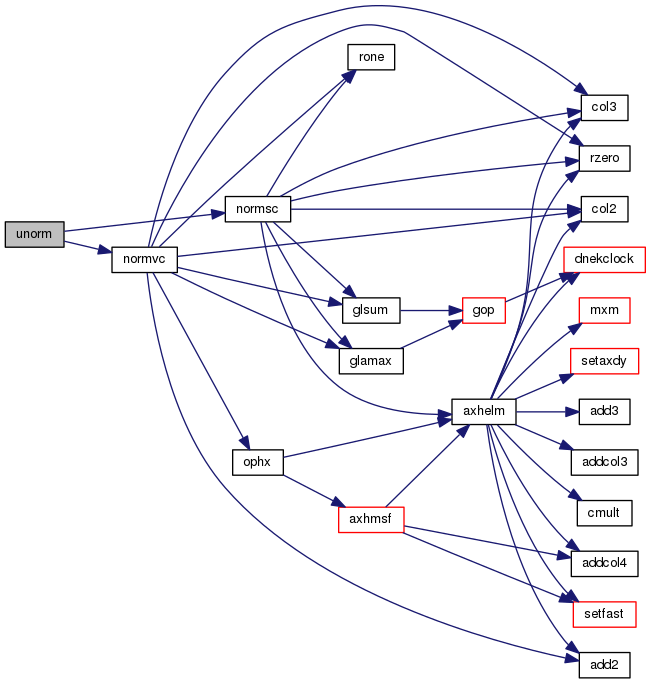 rone
col3
rzero
normsc
col2
unorm
normvc
dnekclock
glsum
gop
mxm
glamax
setaxdy
axhelm
add3
ophx
addcol3
axhmsf
cmult
addcol4
setfast
add2